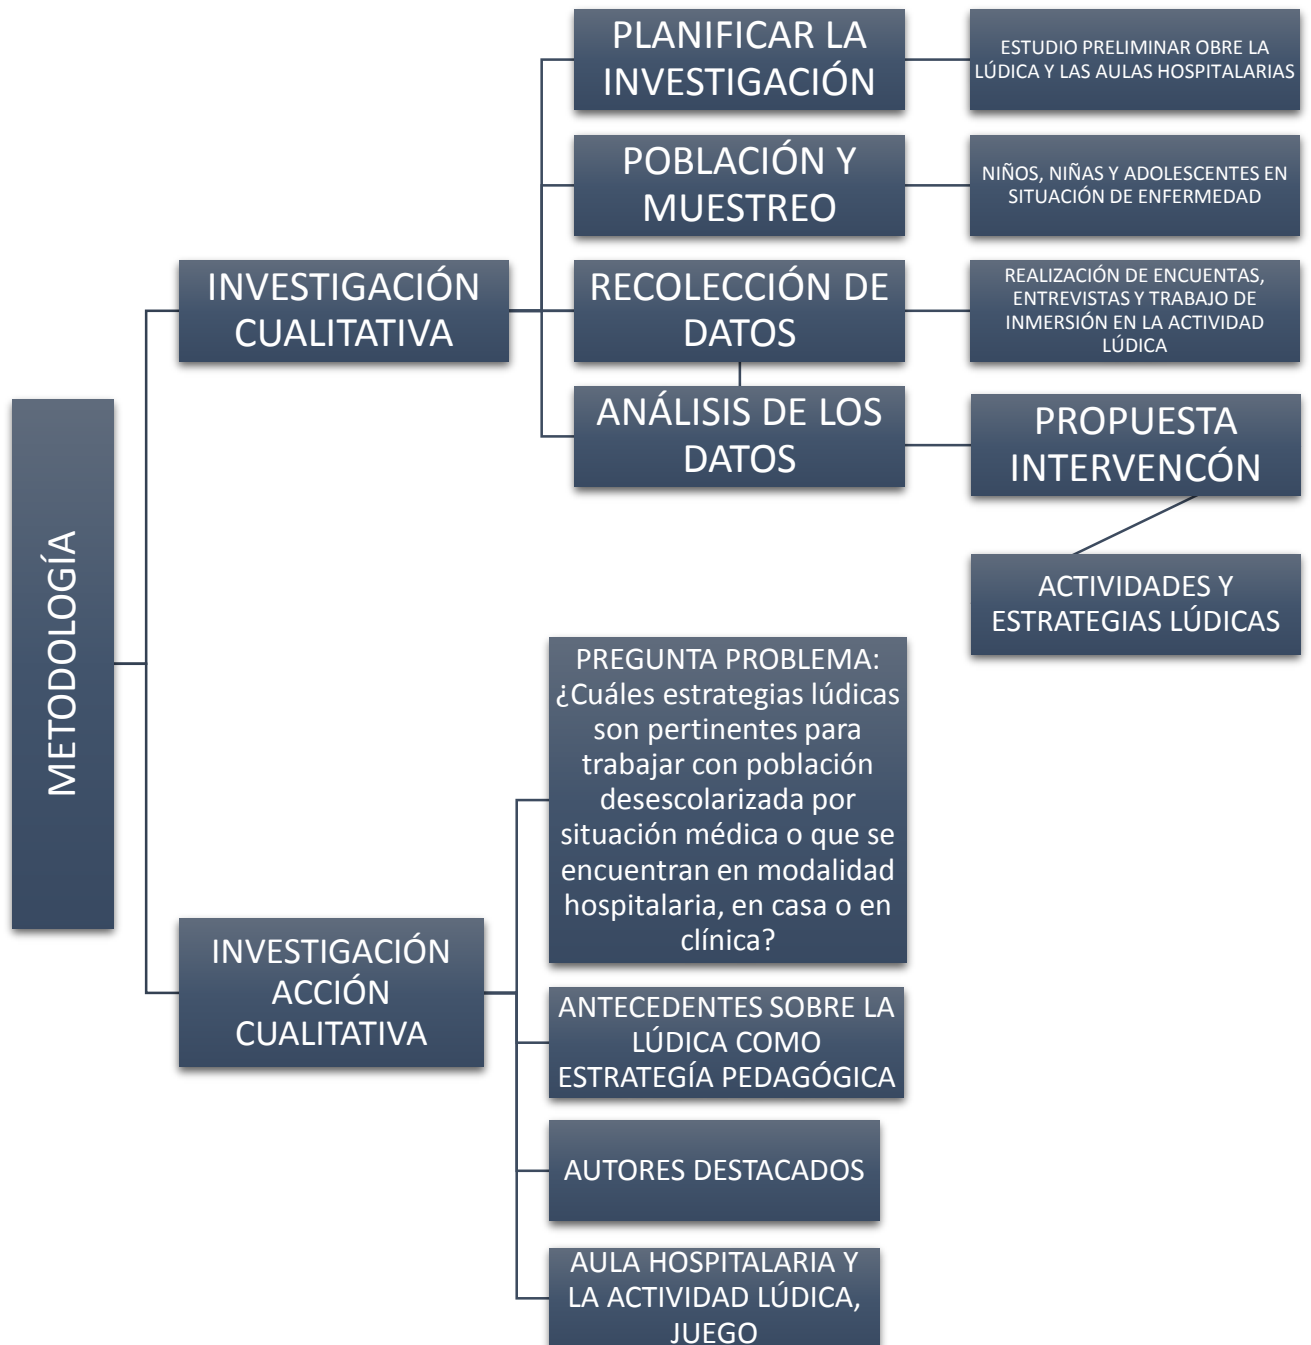 METODOLOGÍA
INVESTIGACIÓN
CUALITATIVA
PLANIFICAR LA
INVESTIGACIÓN
ESTUDIO PRELIMINAR OBRE LA
LÚDICA Y LAS AULAS HOSPITALARIAS
POBLACIÓN Y
MUESTREO
NIÑOS, NIÑAS Y ADOLESCENTES EN
SITUACIÓN DE ENFERMEDAD
RECOLECCIÓN DE
DATOS
REALIZACIÓN DE ENCUENTAS,
ENTREVISTAS Y TRABAJO DE
INMERSIÓN EN LA ACTIVIDAD
LÚDICA
ANÁLISIS DE LOS
DATOS
PROPUESTA
INTERVENCÓN
ACTIVIDADES Y
ESTRATEGIAS LÚDICAS
INVESTIGACIÓN
ACCIÓN
CUALITATIVA
PREGUNTA PROBLEMA:
¿Cuáles estrategias lúdicas
son pertinentes para
trabajar con población
desescolarizada por
situación médica o que se
encuentran en modalidad
hospitalaria, en casa o en
clínica?
ANTECEDENTES SOBRE LA
LÚDICA COMO
ESTRATEGÍA PEDAGÓGICA
AUTORES DESTACADOS
AULA HOSPITALARIA Y
LA ACTIVIDAD LÚDICA,
JUEGO